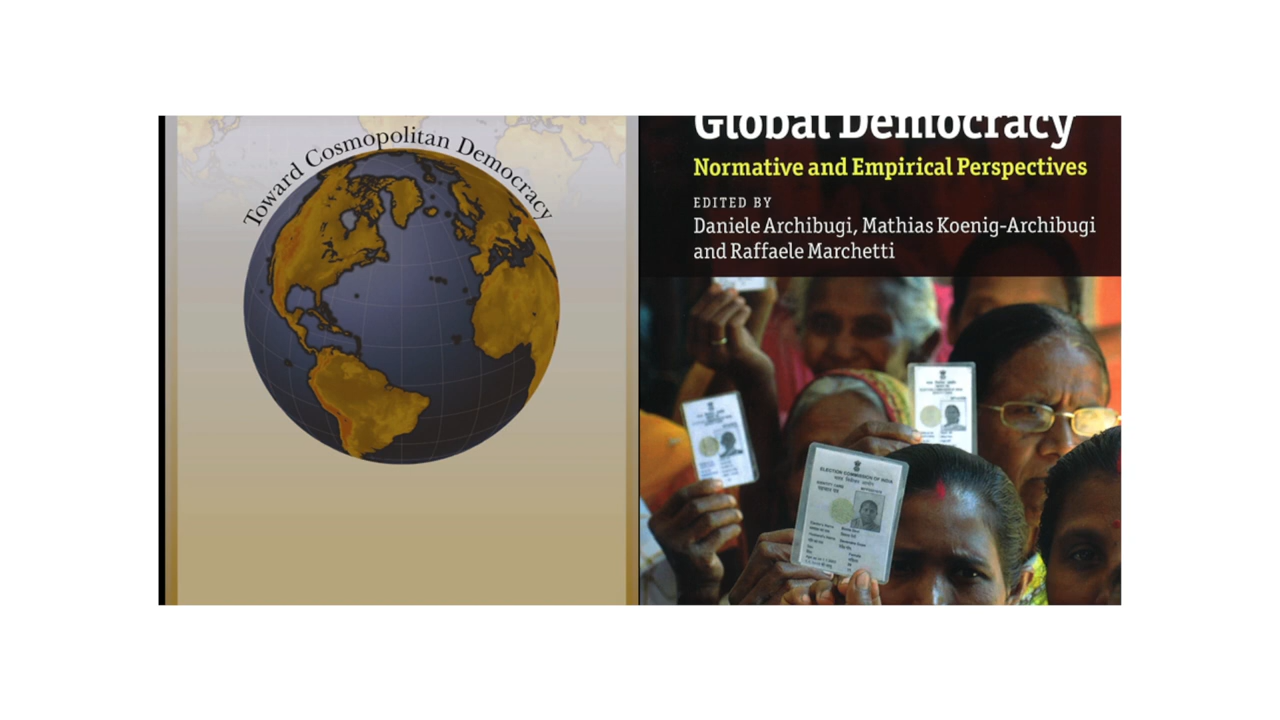 Toward Cosmopolitan Democracy
Global Democracy
Normative and Empirical Perspectives
EDITED BY
Daniele Archibugi, Mathias Koenig-Archibugi
and Raffaele Marchetti
ELECTION COMMISSION OF INDIA